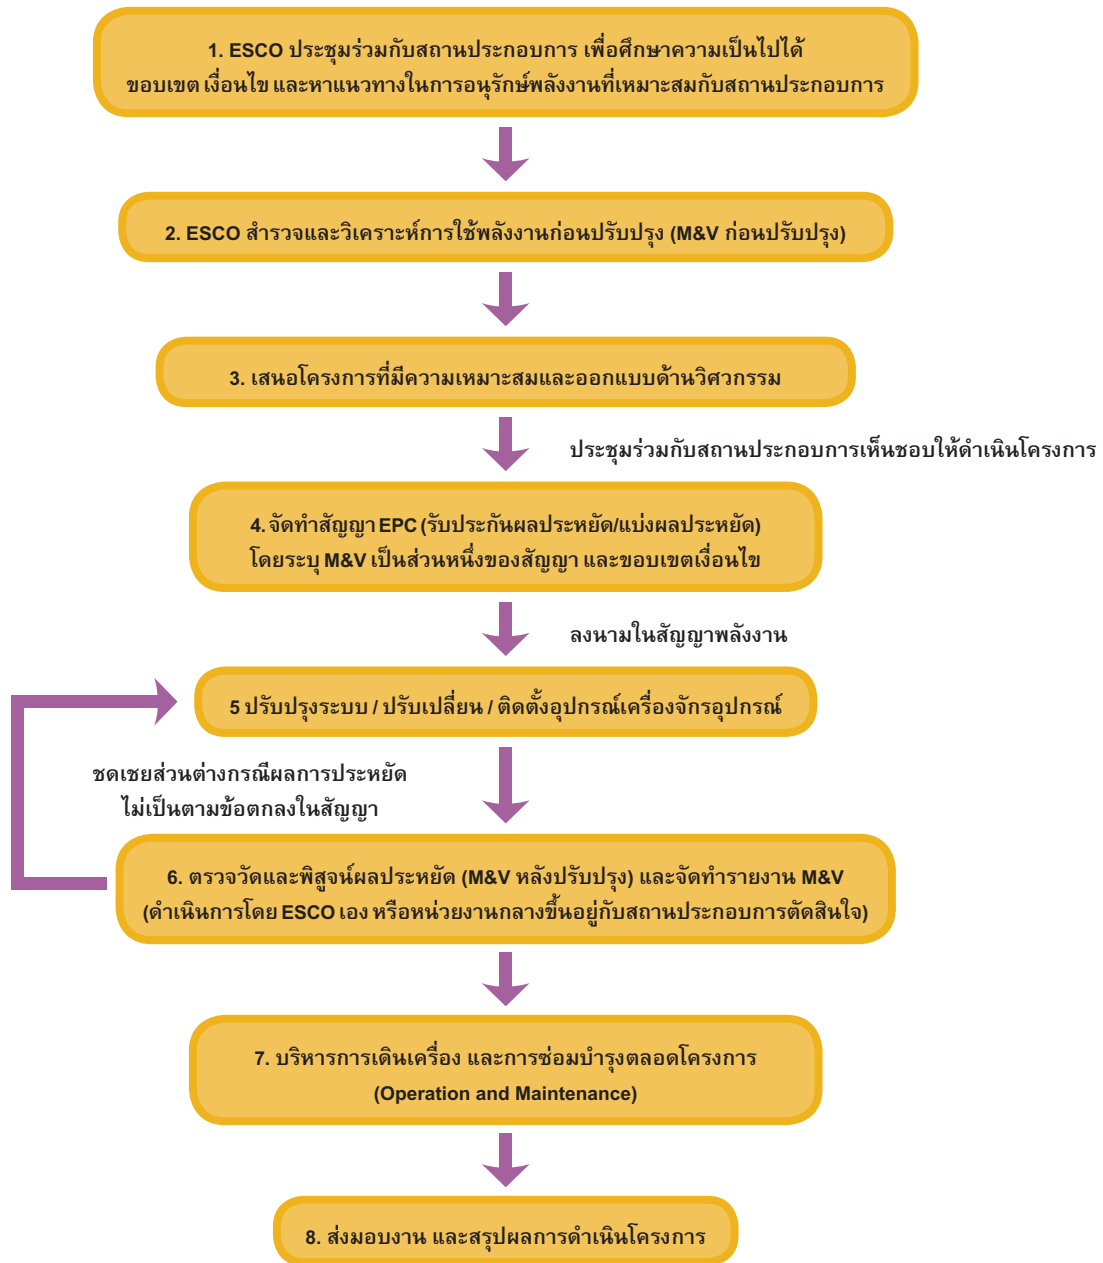 1. ESCO ประชุมร่วมกับสถานประกอบการ เพื่อศึกษาความเป็นไปได้
ขอบเขต เงื่อนไข และหาแนวทางในการอนุรักษ์พลังงานที่เหมาะสมกับสถานประกอบการ
2. ESCO สำรวจและวิเคราะห์การใช้พลังงานก่อนปรับปรุง (M&V ก่อนปรับปรุง)
3. เสนอโครงการที่มีความเหมาะสมและออกแบบด้านวิศวกรรม
ประชุมร่วมกับสถานประกอบการเห็นชอบให้ดำเนินโครงการ
4. จัดทำสัญญา EPC (รับประกันผลประหยัด/แบ่งผลประหยัด)
โดยระบุ M&V เป็นส่วนหนึ่งของสัญญา และขอบเขตเงื่อนไข
ลงนามในสัญญาพลังงาน
5 ปรับปรุงระบบ / ปรับเปลี่ยน / ติดตั้งอุปกรณ์เครื่องจักรอุปกรณ์
ชดเชยส่วนต่างกรณีผลการประหยัด
ไม่เป็นตามข้อตกลงในสัญญา
6. ตรวจวัดและพิสูจน์ผลประหยัด (M&V หลังปรับปรุง) และจัดทำรายงาน M&V
(ดำเนินการโดย ESCO เอง หรือหน่วยงานกลางขึ้นอยู่กับสถานประกอบการตัดสินใจ)
7. บริหารการเดินเครื่อง และการซ่อมบำรุงตลอดโครงการ
(Operation and Maintenance)
8. ส่งมอบงาน และสรุปผลการดำเนินโครงการ